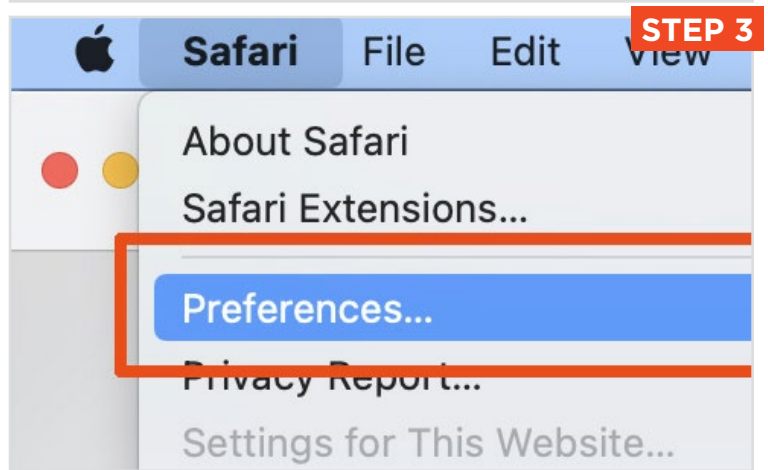 STEP 3
Safari File Edit View
About Safari
Safari Extensions...
Preferences...
Privacy Report...
Settings for This Website...